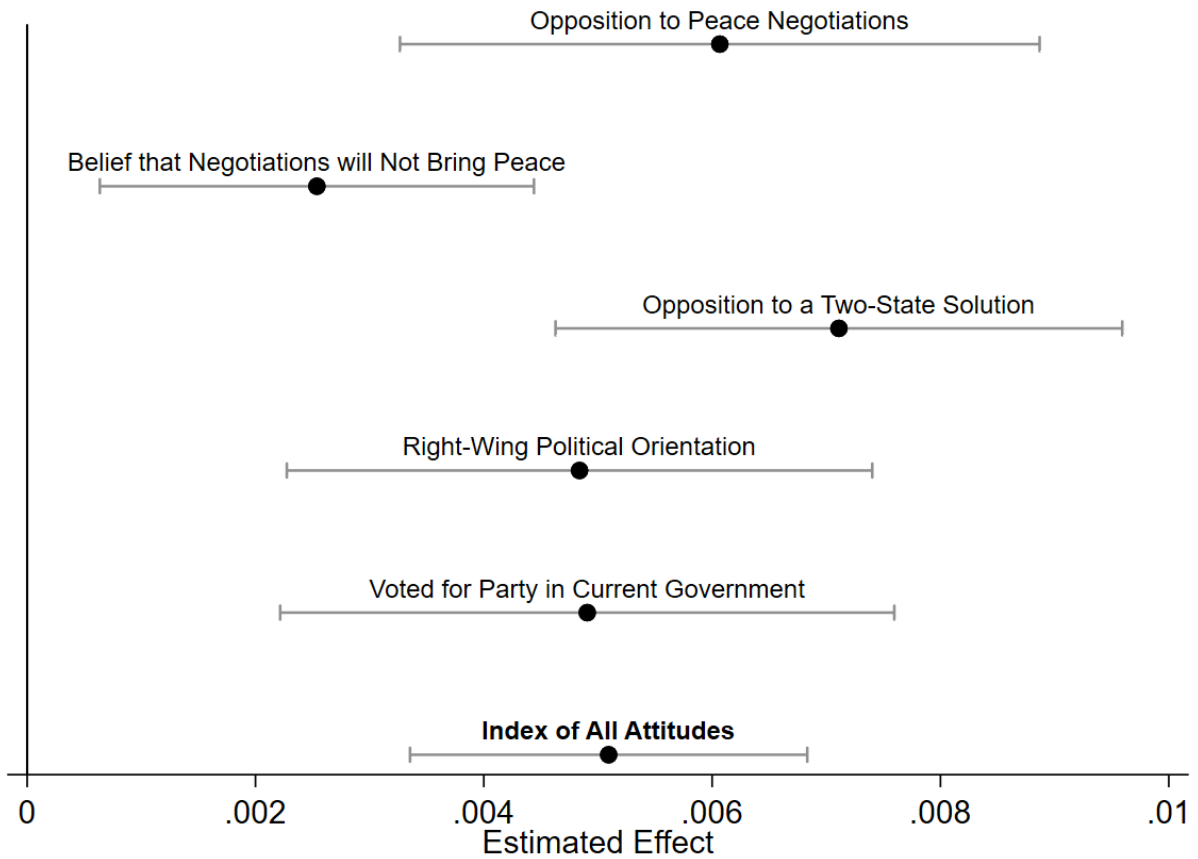 Opposition to Peace Negotiations
Belief that Negotiations will Not Bring Peace
Opposition to a Two-State Solution
Right-Wing Political Orientation
Voted for Party in Current Government
Index of All Attitudes
0 .002 .004 .006 .008 .01
Estimated Effect